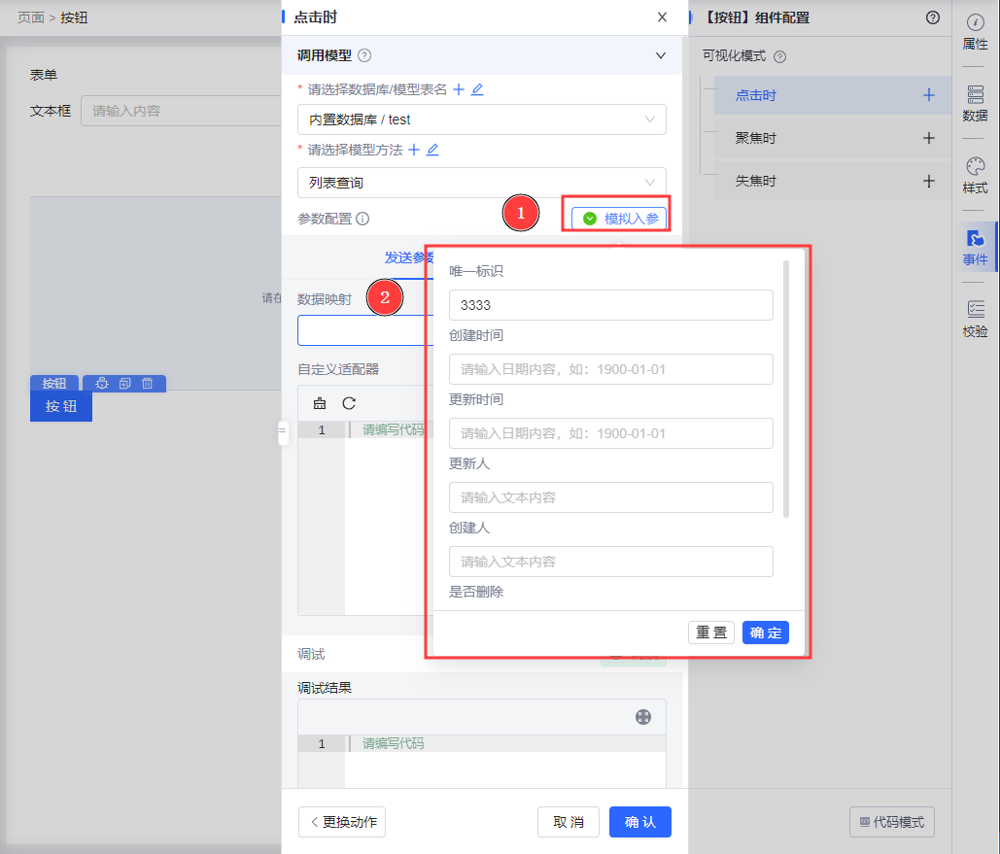 页面 > 按钮
表单
文本框
请输入内容
请在
按钮
按 钮
点击时
调用模型
* 请选择数据库/模型表名
内置数据库 / test
* 请选择模型方法
列表查询
参数配置
1
模拟入参
发送参数
数据映射
2
自定义适配器
1
请编写代码
唯一标识
3333
创建时间
请输入日期内容，如：1900-01-01
更新时间
请输入日期内容，如：1900-01-01
更新人
请输入文本内容
创建人
请输入文本内容
是否删除
重 置
确 定
调试
调试结果
1
请编写代码
更换动作
取 消
确 认
【按钮】组件配置
可视化模式
点击时
聚焦时
失焦时
代码模式
属性
数据
样式
事件
校验